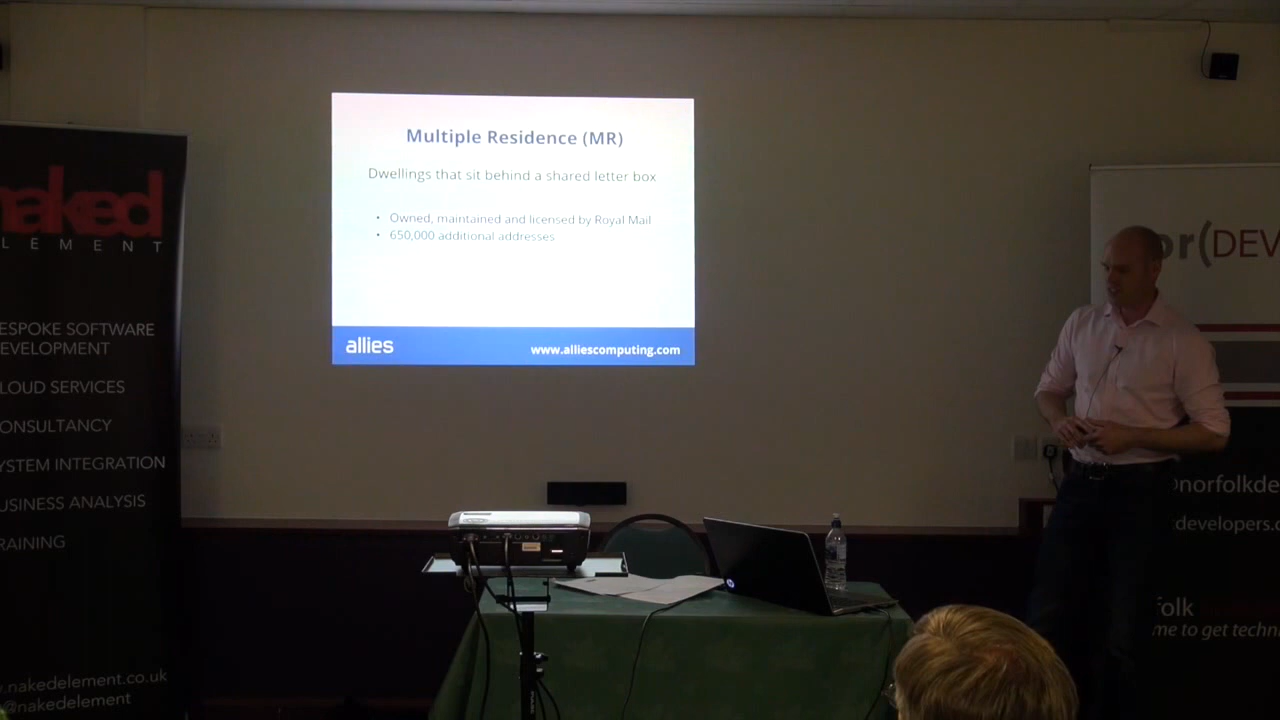 naked
LEMENT
ESPOKE SOFTWARE
EVELOPMENT
LOUD SERVICES
ONSULTANCY
YSTEM INTEGRATION
USINESS ANALYSIS
RAINING
w.nakedelement.co.uk
@nakedelement
Multiple Residence (MR)
Dwellings that sit behind a shared letter box
• Owned, maintained and licensed by Royal Mail
• 650,000 additional addresses
allies
www.alliescomputing.com
or(DEV
norfolkde
developers.c
folk
me to get techn